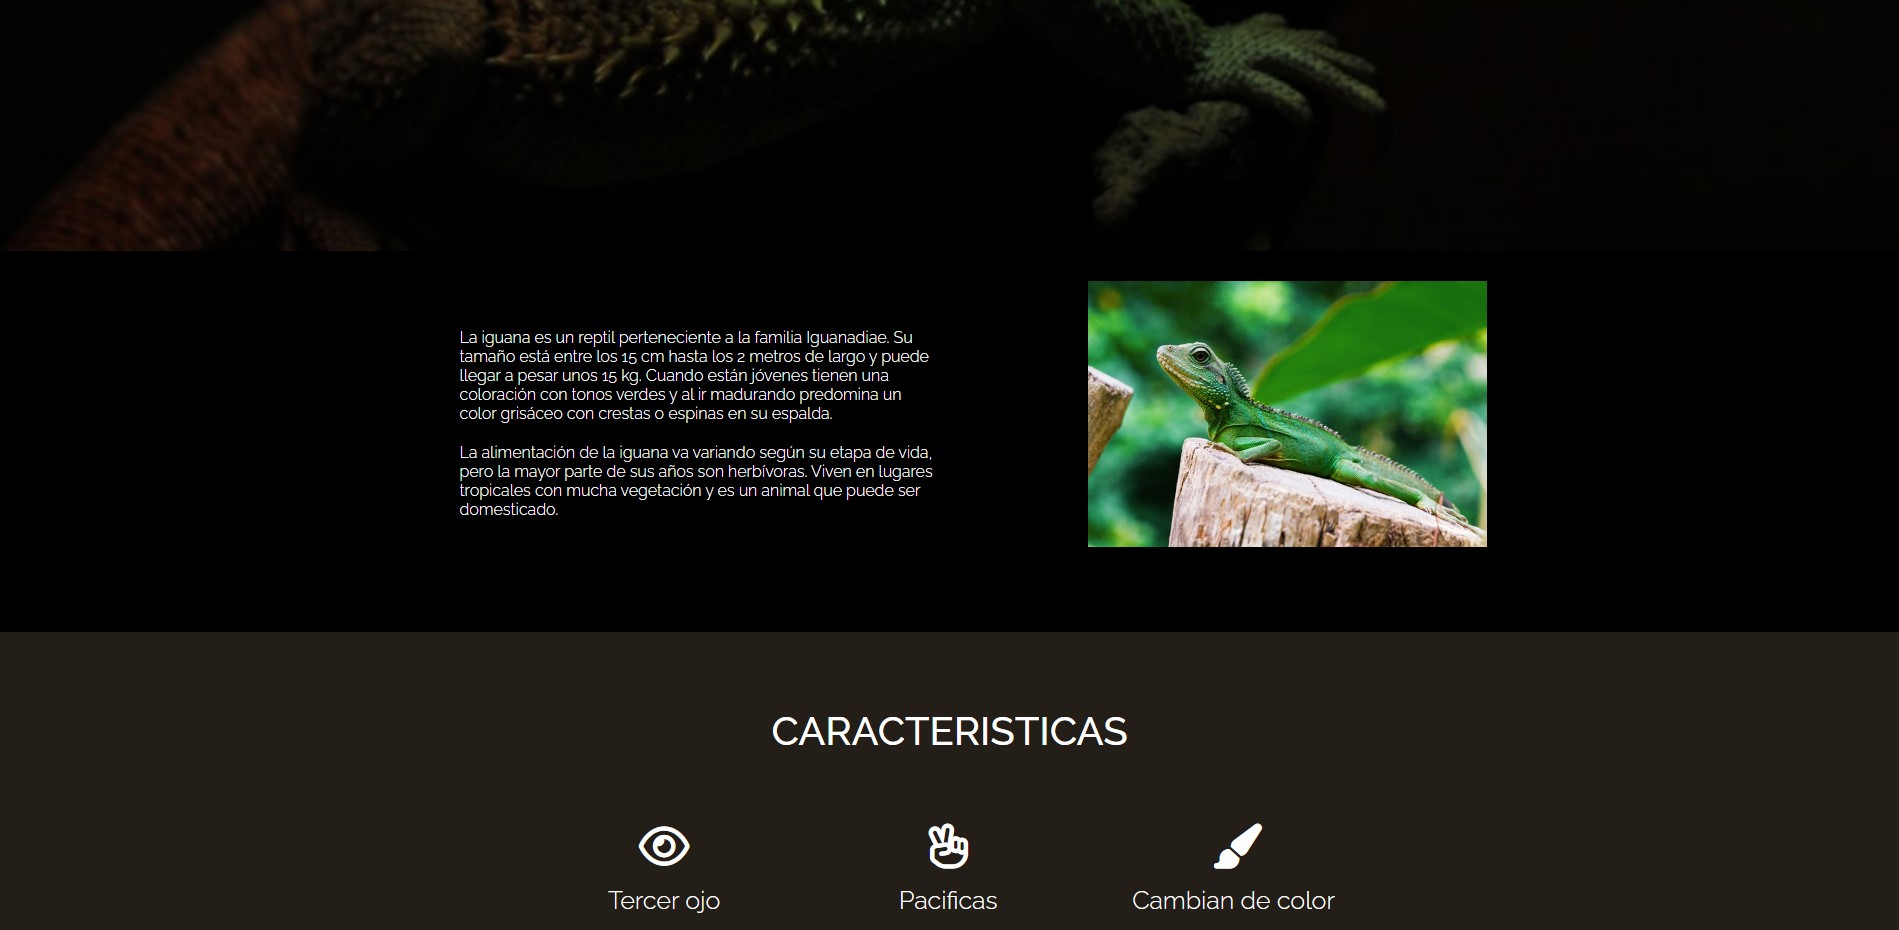 La iguana es un reptil perteneciente a la familia Iguanadiae. Su
tamaño está entre los 15 cm hasta los 2 metros de largo y puede
llegar a pesar unos 15 kg. Cuando están jóvenes tienen una
coloración con tonos verdes y al ir madurando predomina un
color grisáceo con crestas o espinas en su espalda.
La alimentación de la iguana va variando según su etapa de vida,
pero la mayor parte de sus años son herbívoras. Viven en lugares
tropicales con mucha vegetación y es un animal que puede ser
domesticado.
CARACTERISTICAS
Tercer ojo
Pacificas
Cambian de color